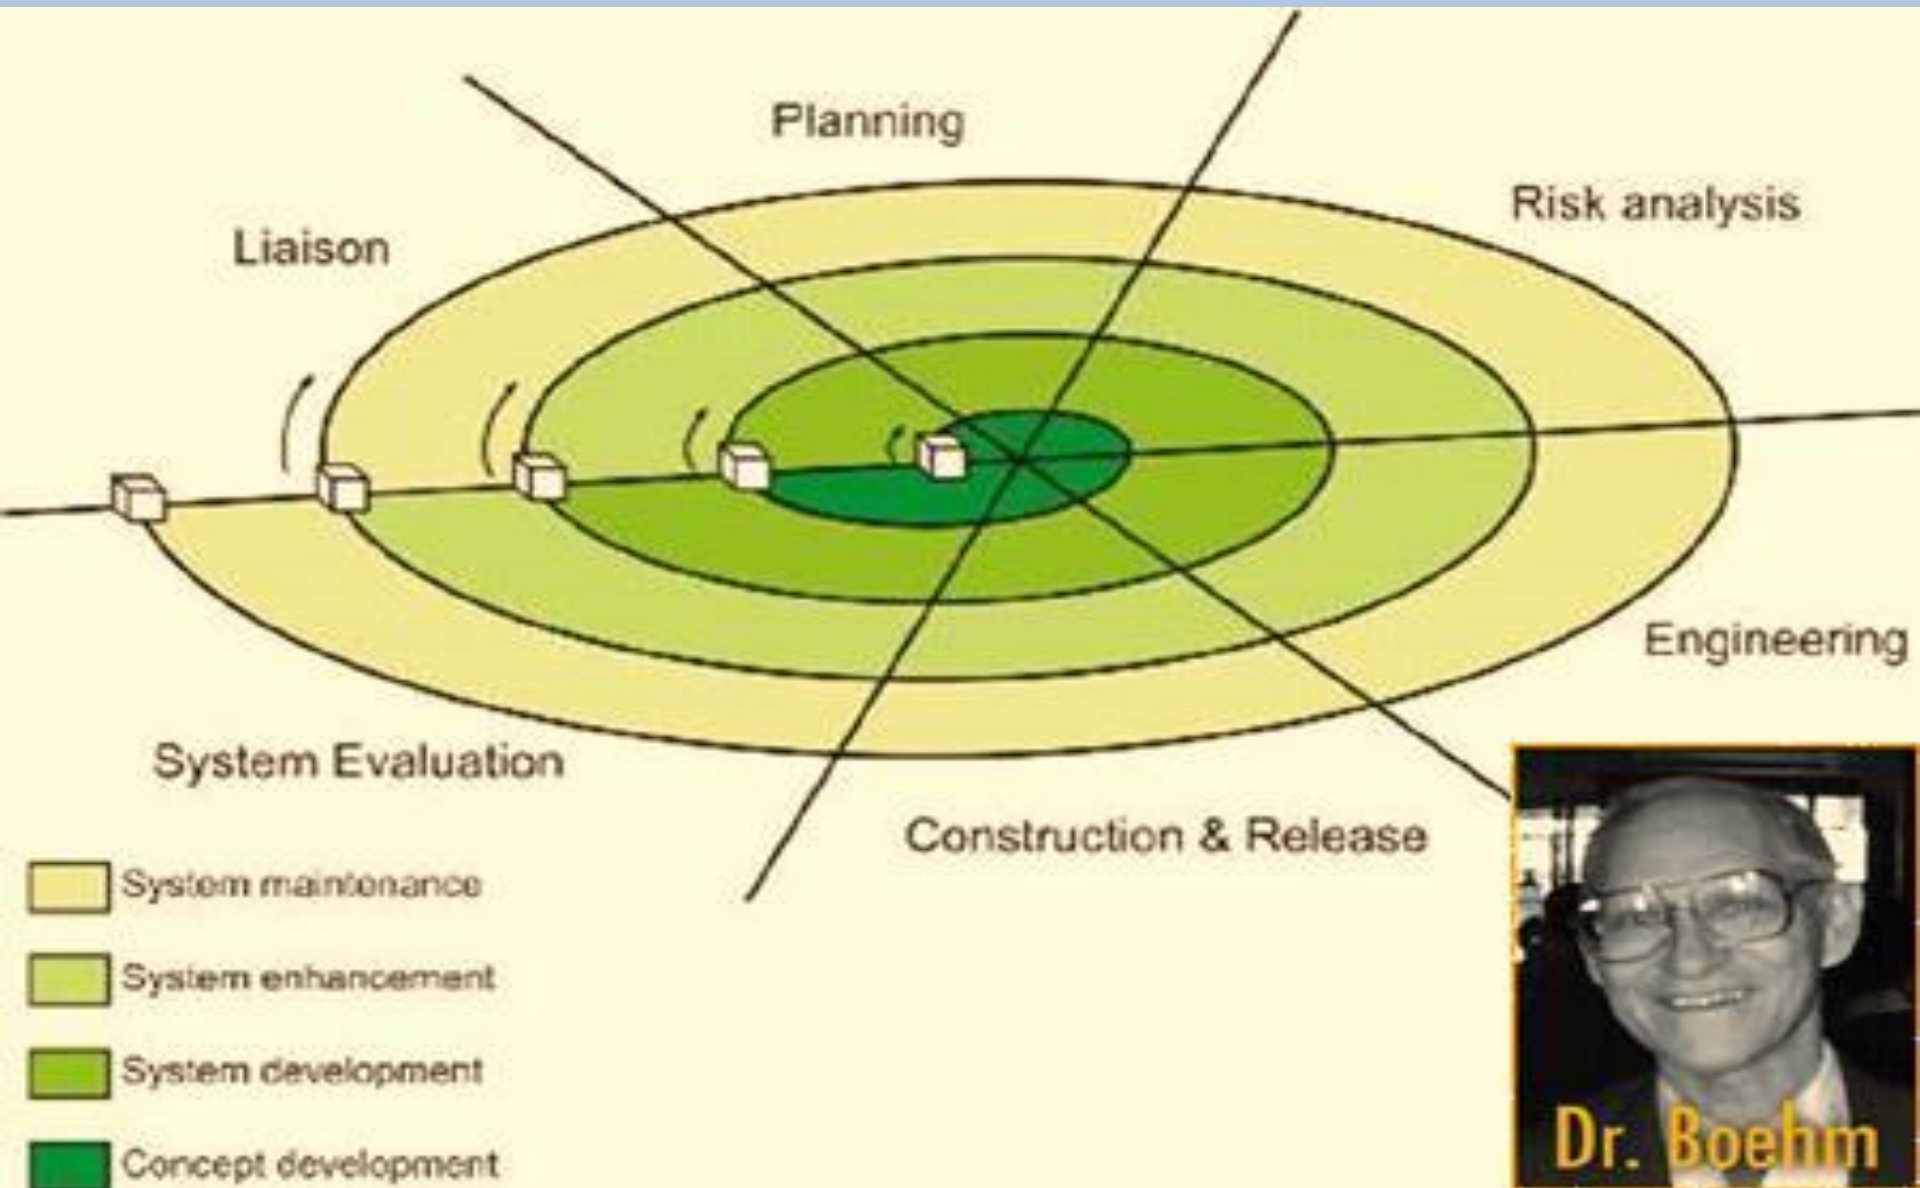 Planning
Risk analysis
Liaison
Engineering
System Evaluation
Construction & Release
System maintenance
System enhancement
System development
Concept development
Dr. Boehm